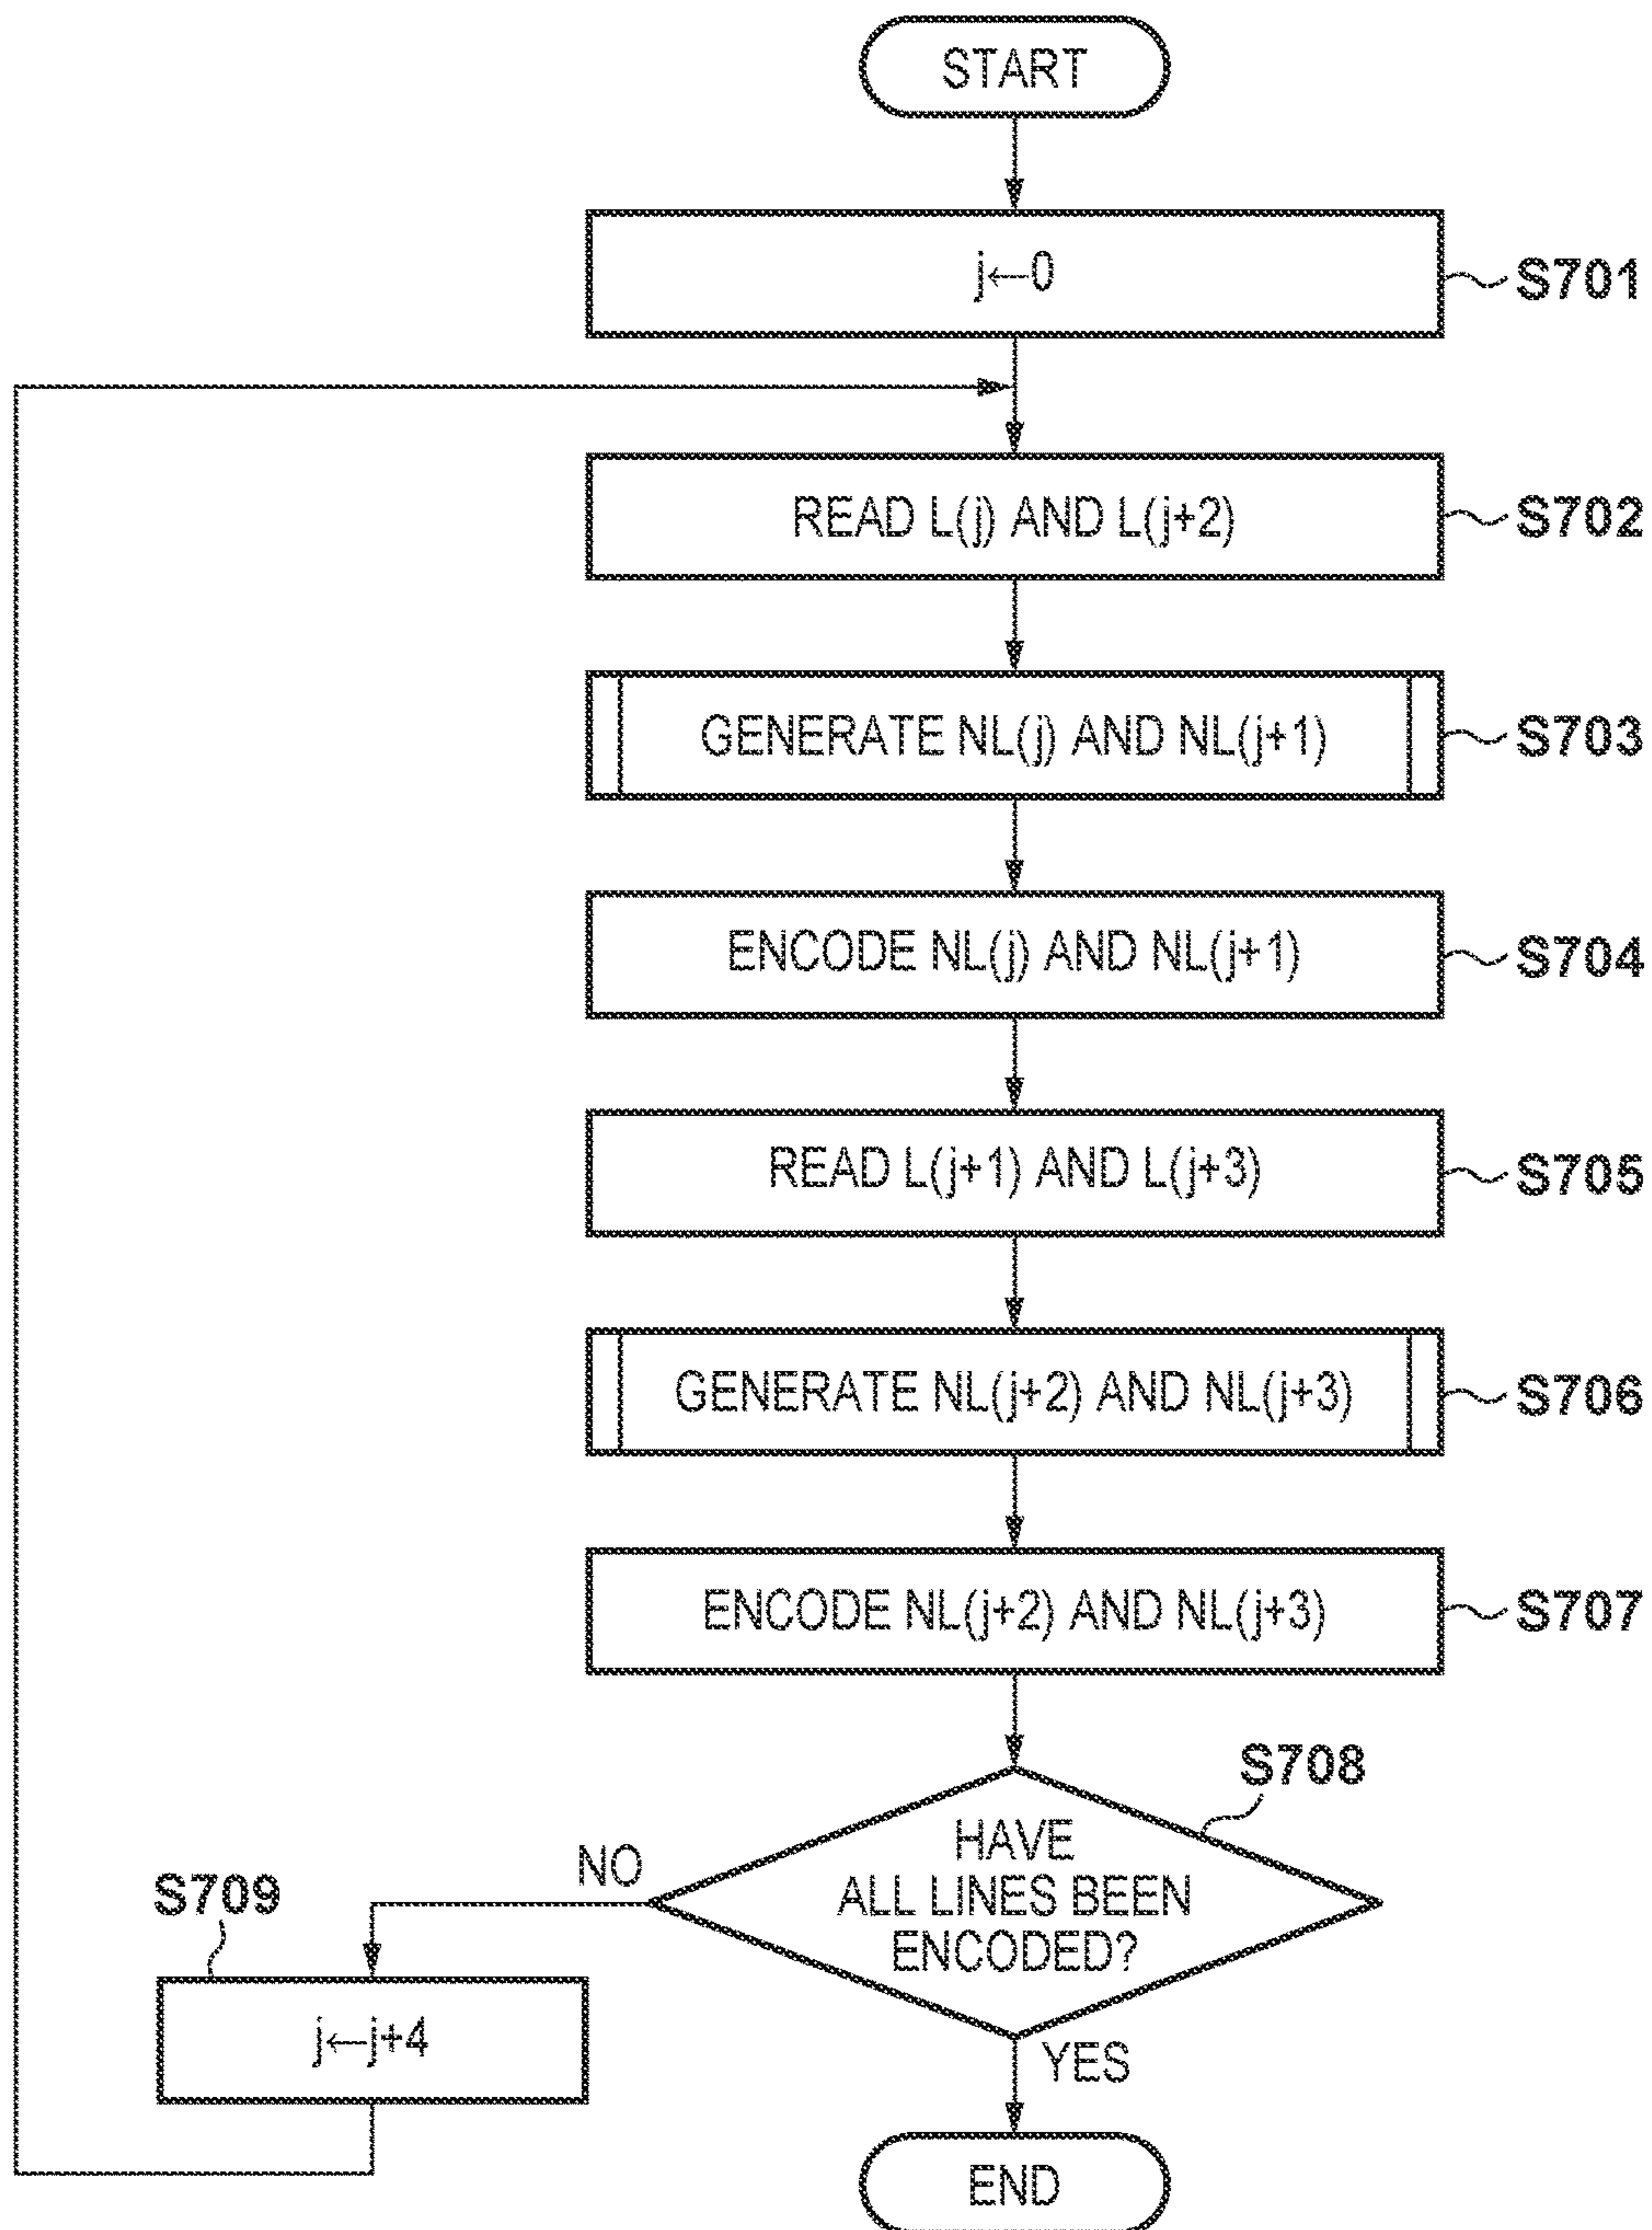 START
j←0
S701
READ L(j) AND L(j+2)
S702
GENERATE NL(j) AND NL(j+1)
S703
ENCODE NL(j) AND NL(j+1)
S704
READ L(j+1) AND L(j+3)
S705
GENERATE NL(j+2) AND NL(j+3)
S706
ENCODE NL(j+2) AND NL(j+3)
S707
S708
HAVE
ALL LINES BEEN
ENCODED?
NO
S709
j←j+4
YES
END